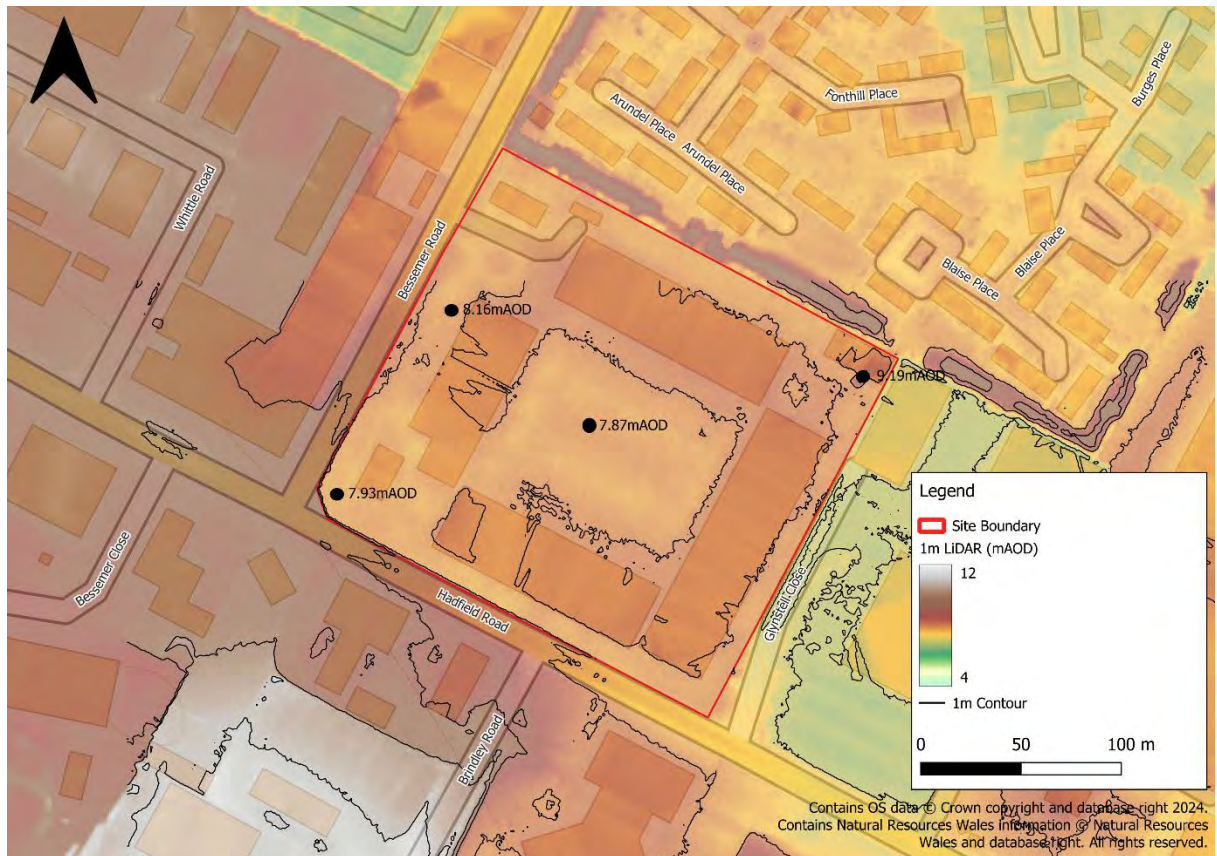 Fonthill Place
Burges Place
Arundel Place
Arundel Place
Whittle Road
Bessemer Road
Blaise Place
Blaise Place
8.16mAOD
9.19mAOD
7.87mAOD
7.93mAOD
Bessemer Close
Hadfield Road
Glynstell Close
Brindley Road
Legend
Site Boundary
1m LiDAR (mAOD)
12
4
1m Contour
0 50 100 m
Contains OS data © Crown copyright and database right 2024.
Contains Natural Resources Wales information © Natural Resources
Wales and database right. All rights reserved.